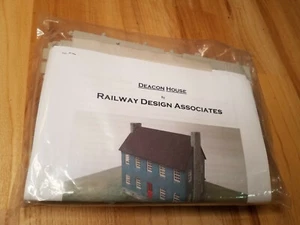 Deacon House
by
Railway Design Associates